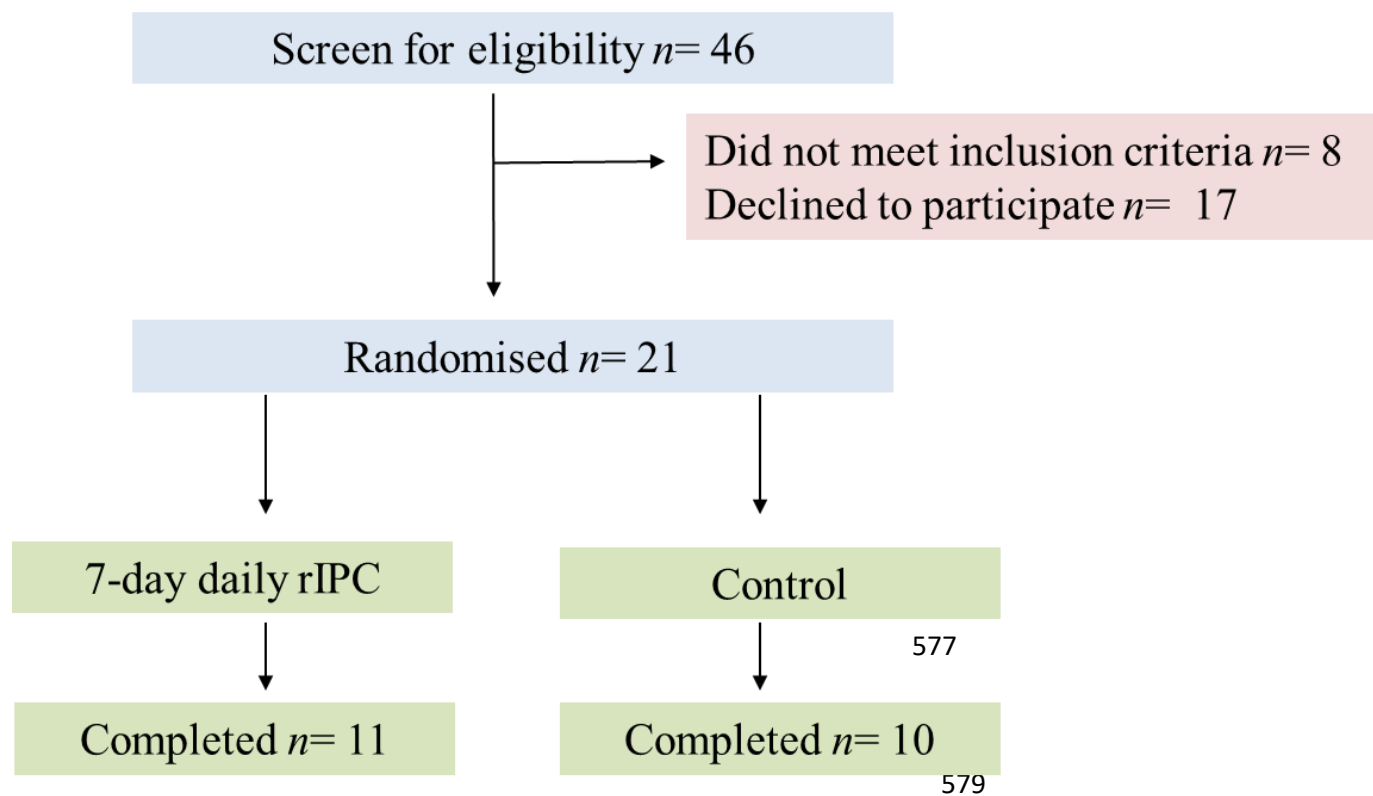 Screen for eligibility n= 46
Did not meet inclusion criteria n= 8
Declined to participate n= 17
Randomised n= 21
7-day daily rIPC
Control
577
Completed n= 11
Completed n= 10
579